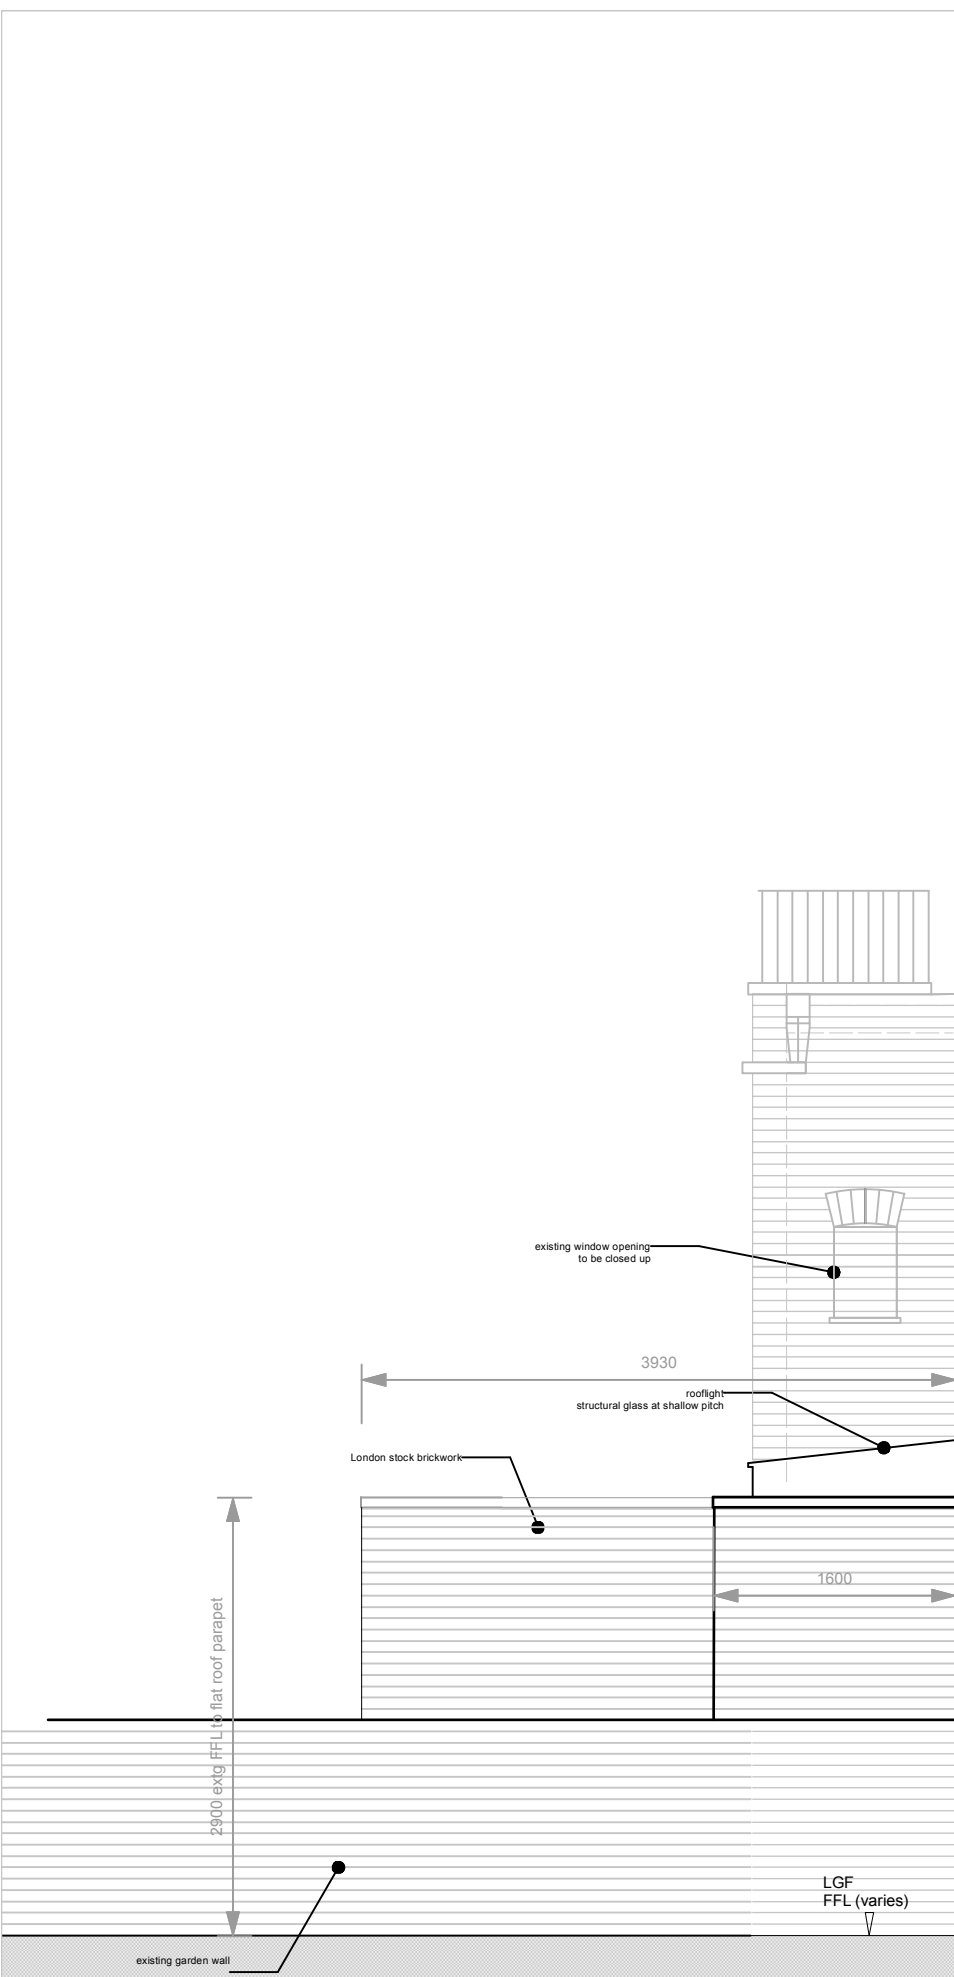 existing window opening
to be closed up
3930
rooflight
structural glass at shallow pitch
London stock brickwork
1600
2900 extg FFL to flat roof parapet
LGF
FFL (varies)
existing garden wall